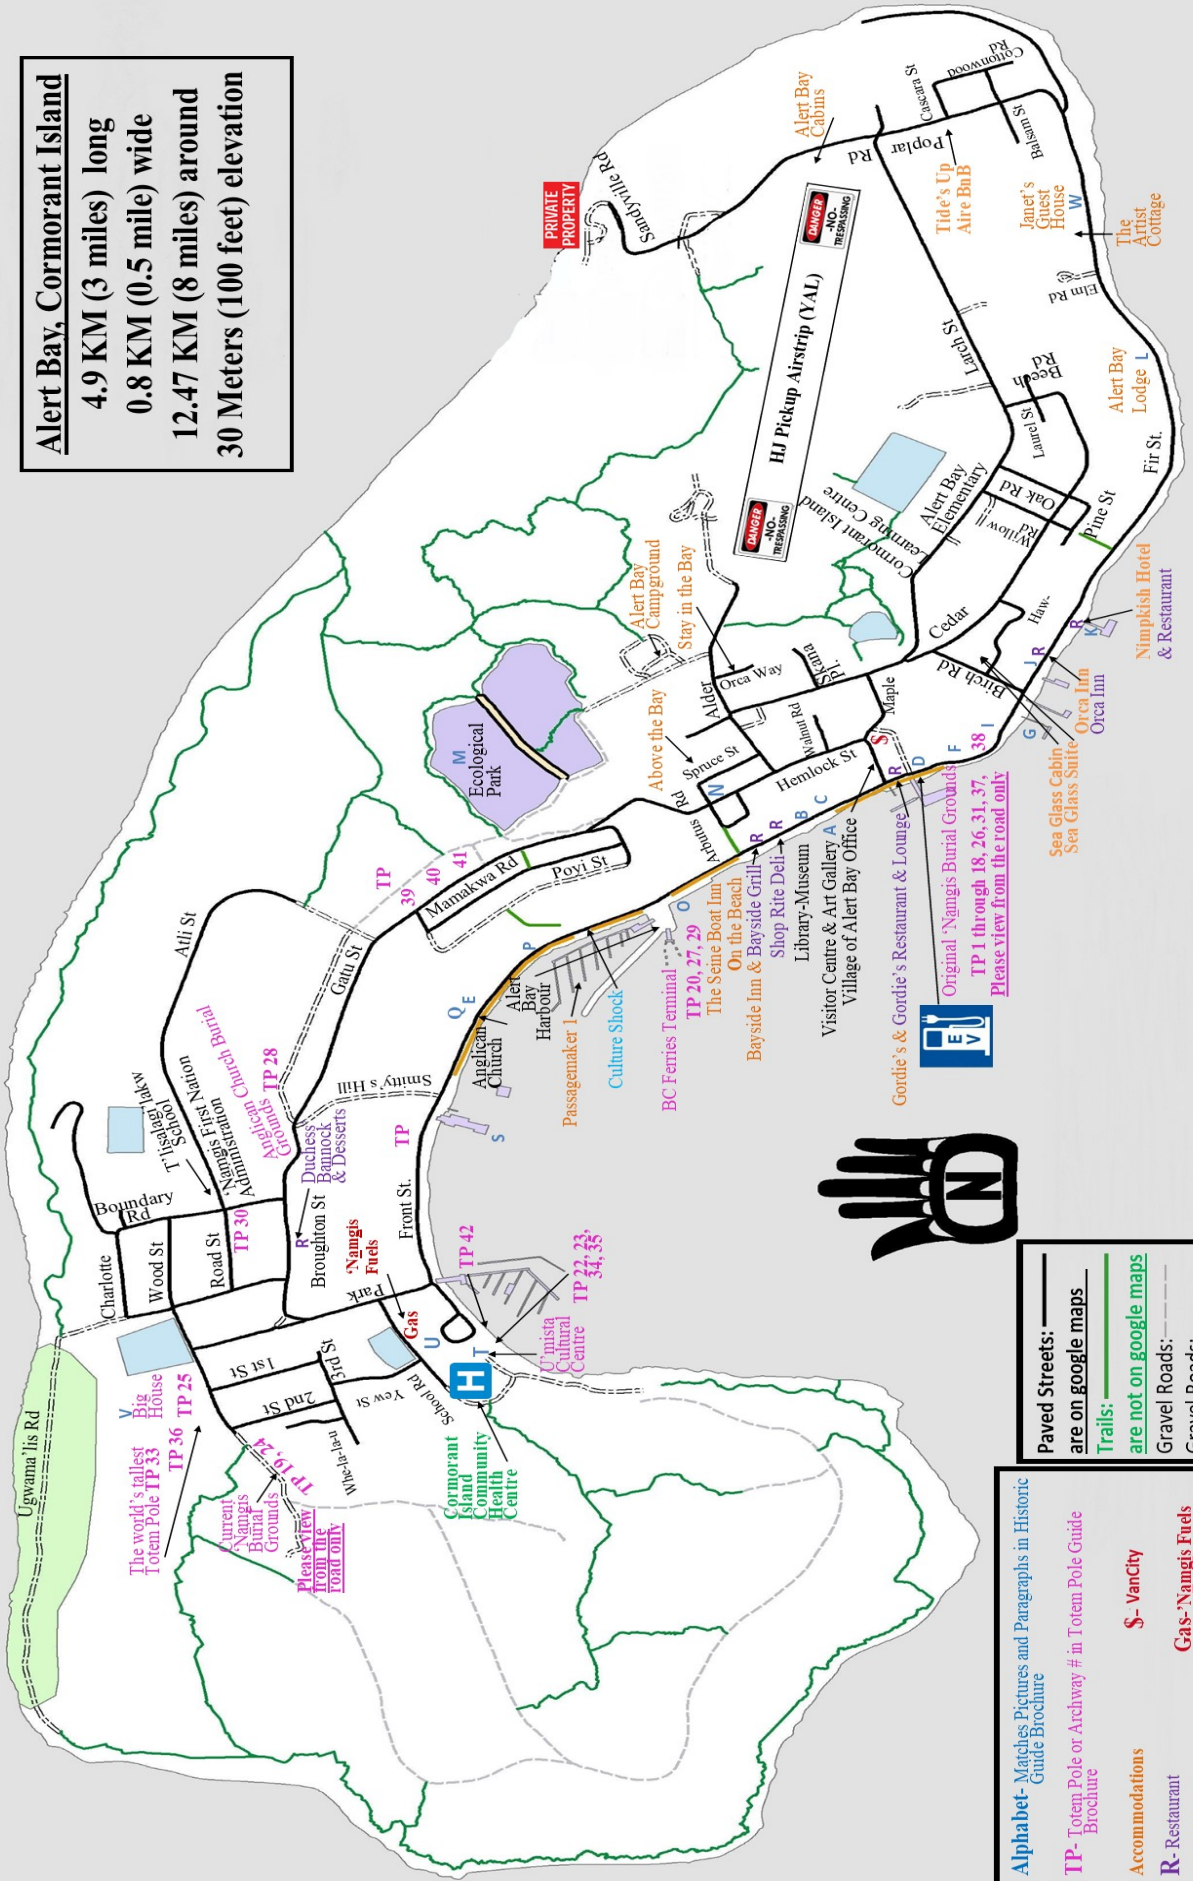 Alert Bay, Cormorant Island
4.9 KM (3 miles) long
0.8 KM (0.5 mile) wide
12.47 KM (8 miles) around
30 Meters (100 feet) elevation
Ugwama'lis Rd
Charlotte
Boundary
Rd
Wood St
Road St
T'lisalagi'lakw
School
'Namgis First Nation
Administration
Atli St
Anglican Church Burial
Grounds
TP 28
TP 30
Gatu St
V
Big
House
TP 25
The world's tallest
Totem Pole TP 33
TP 36
1st St
2nd St
3rd St
Yew St
School Rd
Whe-la-la-u
TP 19, 24
Current
'Namgis
Burial
Grounds
Please view
from the
road only
R
Duchess'
Bannock
& Desserts
Broughton St
'Namgis
Fuels
Gas
Park
Front St.
Smitty's Hill
TP
TP 42
TP 22, 23,
34, 35
U
T
U'mista
Cultural
Centre
H
Cormorant
Island
Community
Health
Centre
S
Q
E
P
Anglican
Church
Alert
Bay
Harbour
Passagemaker 1
Culture Shock
BC Ferries Terminal
TP 20, 27, 29
O
TP
39
40
41
Mamakwa Rd
Poyi St
M
Ecological
Park
Arbutus
Rd
N
Spruce St
Above the Bay
Alder
Orca Way
Stay in the Bay
Alert Bay
Campground
Skana
Pl.
Walnut Rd
Hemlock St
Maple
$
The Seine Boat Inn
On the Beach
Bayside Inn & Bayside Grill
R
Shop Rite Deli
R
Library-Museum
B
C
Visitor Centre & Art Gallery
A
Village of Alert Bay Office
Gordie's & Gordie's Restaurant & Lounge
R
D
EV
Original 'Namgis Burial Grounds
TP 1 through 18, 26, 31, 37,
38
Please view from the road only
F
I
G
J
R
Sea Glass Cabin
Sea Glass Suite
Orca Inn
Orca Inn
R
K
Nimpkish Hotel
& Restaurant
Birch Rd
Cedar
Haw-
Willow
Rd
Oak Rd
Pine St
Fir St.
Laurel St
Beech
Rd
Larch St
Cormorant Island
Learning Centre
Alert Bay
Elementary
PRIVATE
PROPERTY
Sandyville Rd
DANGER
-NO-
TRESPASSING
HJ Pickup Airstrip (YAL)
DANGER
-NO-
TRESPASSING
Alert Bay
Cabins
Poplar
Rd
Cascara St
Cottonwood
Rd
Balsam St
Tide's Up
Aire BnB
Janet's
Guest
House
W
The
Artist
Cottage
Elm Rd
Alert Bay
Lodge
L
N
Paved Streets:
are on google maps
Trails:
are not on google maps
Gravel Roads:
Alphabet- Matches Pictures and Paragraphs in Historic
Guide Brochure
TP- Totem Pole or Archway # in Totem Pole Guide
Brochure
Accommodations
$- VanCity
R- Restaurant
Gas-'Namgis Fuels